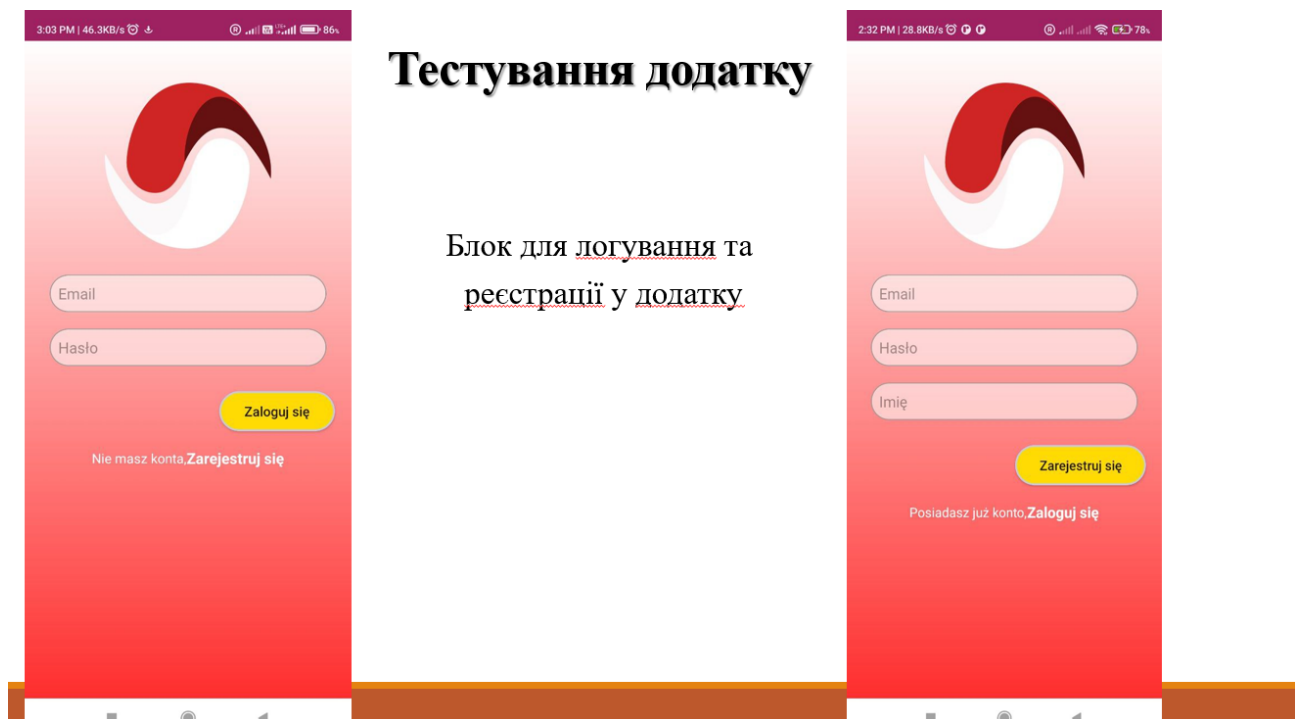 3:03 PM | 46.3KB/s
86%
Email
Hasło
Zaloguj się
Nie masz konta,Zarejestruj się
Тестування додатку
Блок для логування та
реєстрації у додатку
2:32 PM | 28.8KB/s
78%
Email
Hasło
Imię
Zarejestruj się
Posiadasz już konto,Zaloguj się